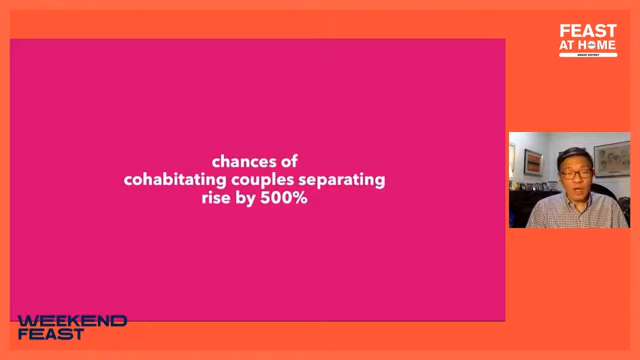 FEAST
AT HOME
chances of
cohabitating couples separating
rise by 500%
WEEKEND
FEAST